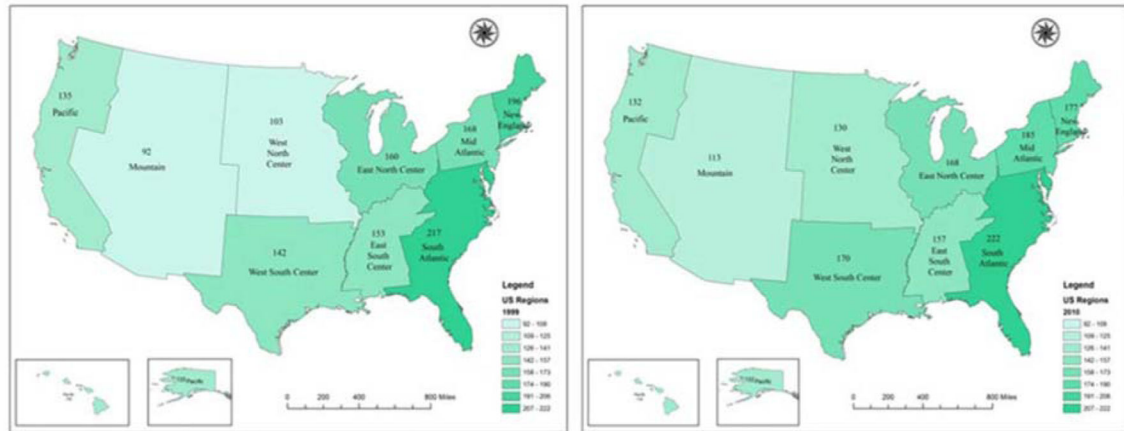 135
Pacific
92
Mountain
103
West
North
Center
160
East North Center
168
Mid
Atlantic
196
New
England
142
West South Center
153
East
South
Center
217
South
Atlantic
Legend
US Regions
1999
92 - 108
109 - 125
126 - 141
142 - 157
158 - 173
174 - 190
191 - 206
207 - 222
Pacific
Pacific
0 200 400 800 Miles
132
Pacific
113
Mountain
130
West
North
Center
168
East North Center
185
Mid
Atlantic
177
New
England
170
West South Center
157
East
South
Center
222
South
Atlantic
Legend
US Regions
2010
92 - 108
109 - 125
126 - 141
142 - 157
158 - 173
174 - 190
191 - 206
207 - 222
Pacific
Pacific
0 200 400 800 Miles